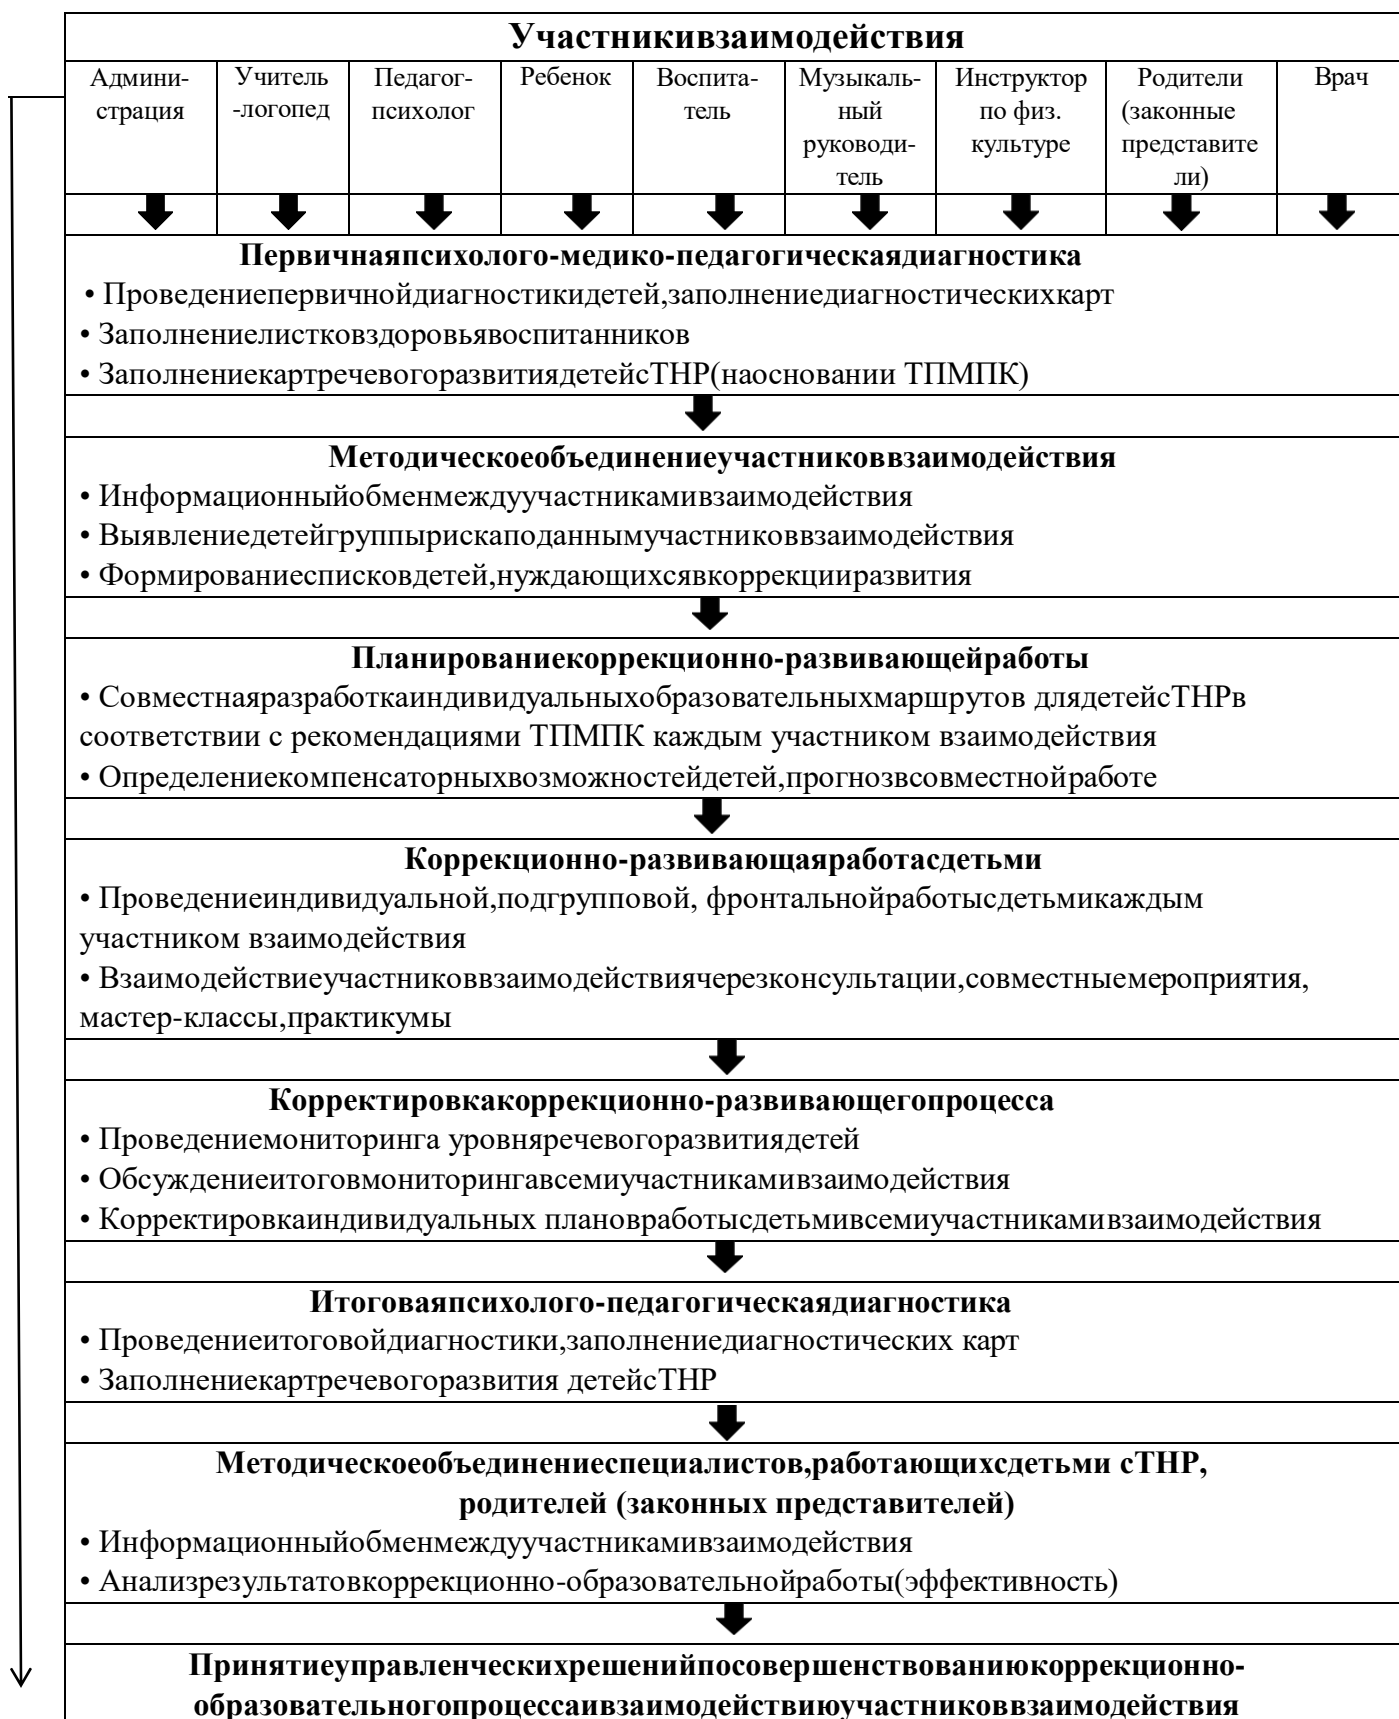 Участникивзаимодействия
Админи-
страция
Учитель
-логопед
Педагог-
психолог
Ребенок
Воспита-
тель
Музыкаль-
ный
руководи-
тель
Инструктор
по физ.
культуре
Родители
(законные
представите
ли)
Врач
Первичнаяпсихолого-медико-педагогическаядиагностика
• Проведениепервичнойдиагностикидетей,заполнениедиагностическихкарт
• Заполнениелистковздоровьявоспитанников
• ЗаполнениекартречевогоразвитиядетейсТНР(наосновании ТПМПК)
Методическоеобъединениеучастниковвзаимодействия
• Информационныйобменмеждуучастникамивзаимодействия
• Выявлениедетейгруппырискаподаннымучастниковвзаимодействия
• Формированиесписковдетей,нуждающихсявкоррекцииразвития
Планированиекоррекционно-развивающейработы
• Совместнаяразработкаиндивидуальныхобразовательныхмаршрутов длядетейсТНРв
соответствии с рекомендациями ТПМПК каждым участником взаимодействия
• Определениекомпенсаторныхвозможностейдетей,прогнозвсовместнойработе
Коррекционно-развивающаяработасдетьми
• Проведениеиндивидуальной,подгрупповой, фронтальнойработысдетьмикаждым
участником взаимодействия
• Взаимодействиеучастниковвзаимодействиячерезконсультации,совместныемероприятия,
мастер-классы,практикумы
Корректировкакоррекционно-развивающегопроцесса
• Проведениемониторинга уровняречевогоразвитиядетей
• Обсуждениеитоговмониторингавсемиучастникамивзаимодействия
• Корректировкаиндивидуальных плановработысдетьмивсемиучастникамивзаимодействия
Итоговаяпсихолого-педагогическаядиагностика
• Проведениеитоговойдиагностики,заполнениедиагностических карт
• Заполнениекартречевогоразвития детейсТНР
Методическоеобъединениеспециалистов,работающихсдетьми сТНР,
родителей (законных представителей)
• Информационныйобменмеждуучастникамивзаимодействия
• Анализрезультатовкоррекционно-образовательнойработы(эффективность)
Принятиеуправленческихрешенийпосовершенствованиюкоррекционно-
образовательногопроцессаивзаимодействиюучастниковвзаимодействия